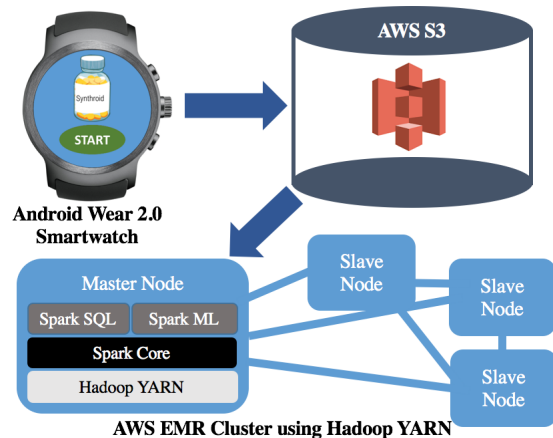 AWS S3
Synthroid
START
Android Wear 2.0
Smartwatch
Master Node
Spark SQL
Spark ML
Spark Core
Hadoop YARN
Slave
Node
Slave
Node
Slave
Node
AWS EMR Cluster using Hadoop YARN